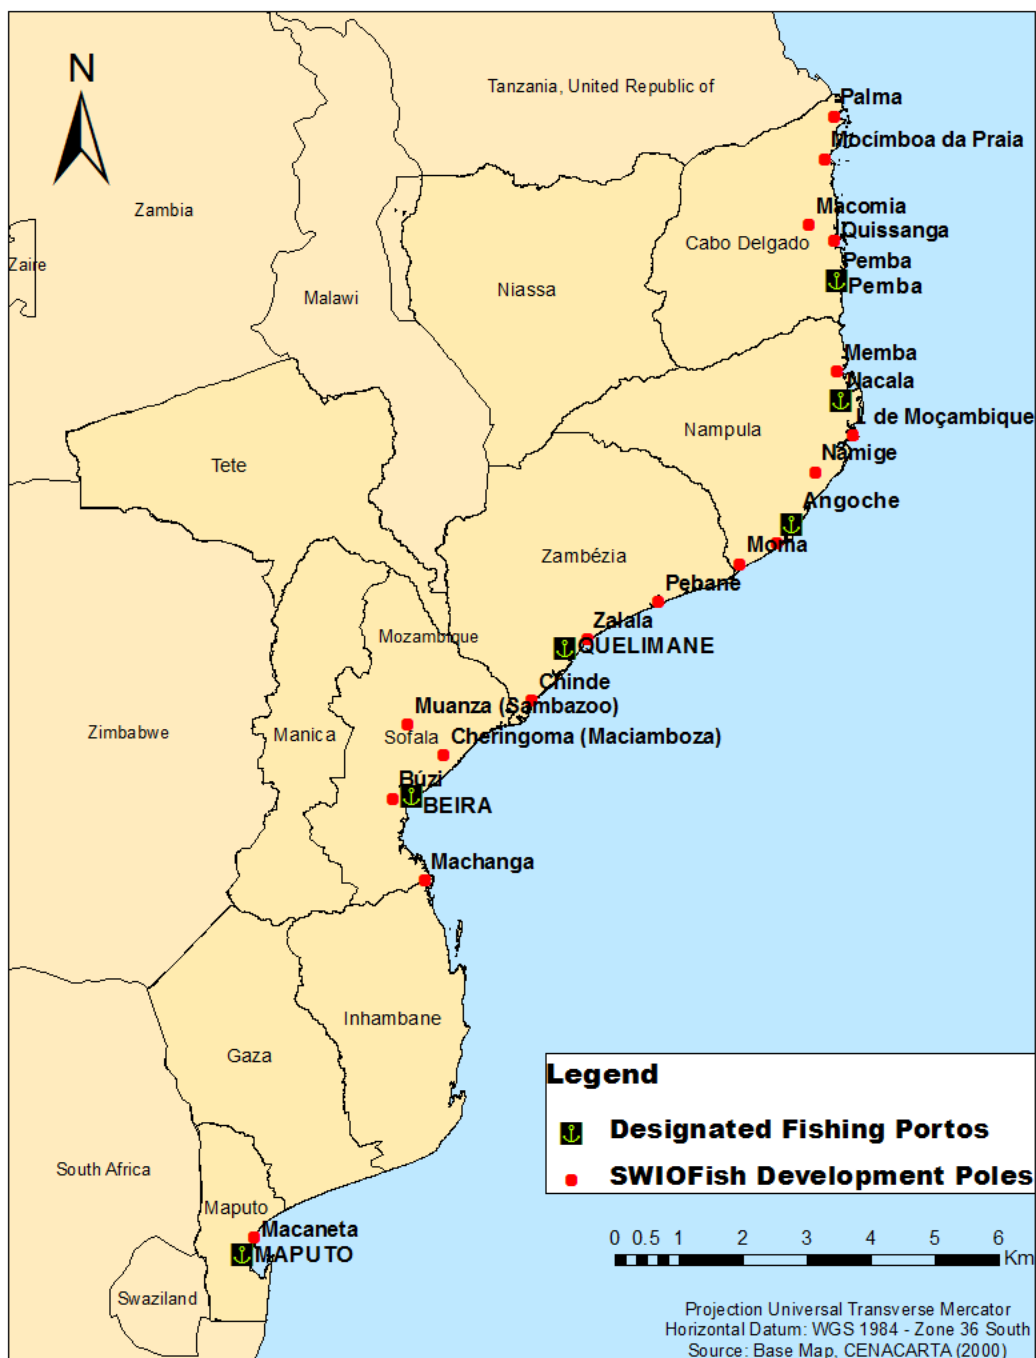 N
Tanzania, United Republic of
Palma
Mocimboa da Praia
Zambia
Macomia
Quissanga
Cabo Delgado
Zaire
Pemba
Pemba
Malawi
Niassa
Memba
Nacala
I. de Moçambique
Nampula
Namige
Tete
Angoche
Moma
Zambézia
Pebane
Zalala
Mozambique
QUELIMANE
Chinde
Muanza (Sambazoo)
Zimbabwe
Manica
Sofala
Cheringoma (Maciamboza)
Búzi
BEIRA
Machanga
Inhambane
Gaza
Legend
Designated Fishing Portos
SWIOFish Development Poles
South Africa
Maputo
Macaneta
MAPUTO
Swaziland
0 0.5 1 2 3 4 5 6
Km
Projection Universal Transverse Mercator
Horizontal Datum: WGS 1984 - Zone 36 South
Source: Base Map, CENACARTA (2000)